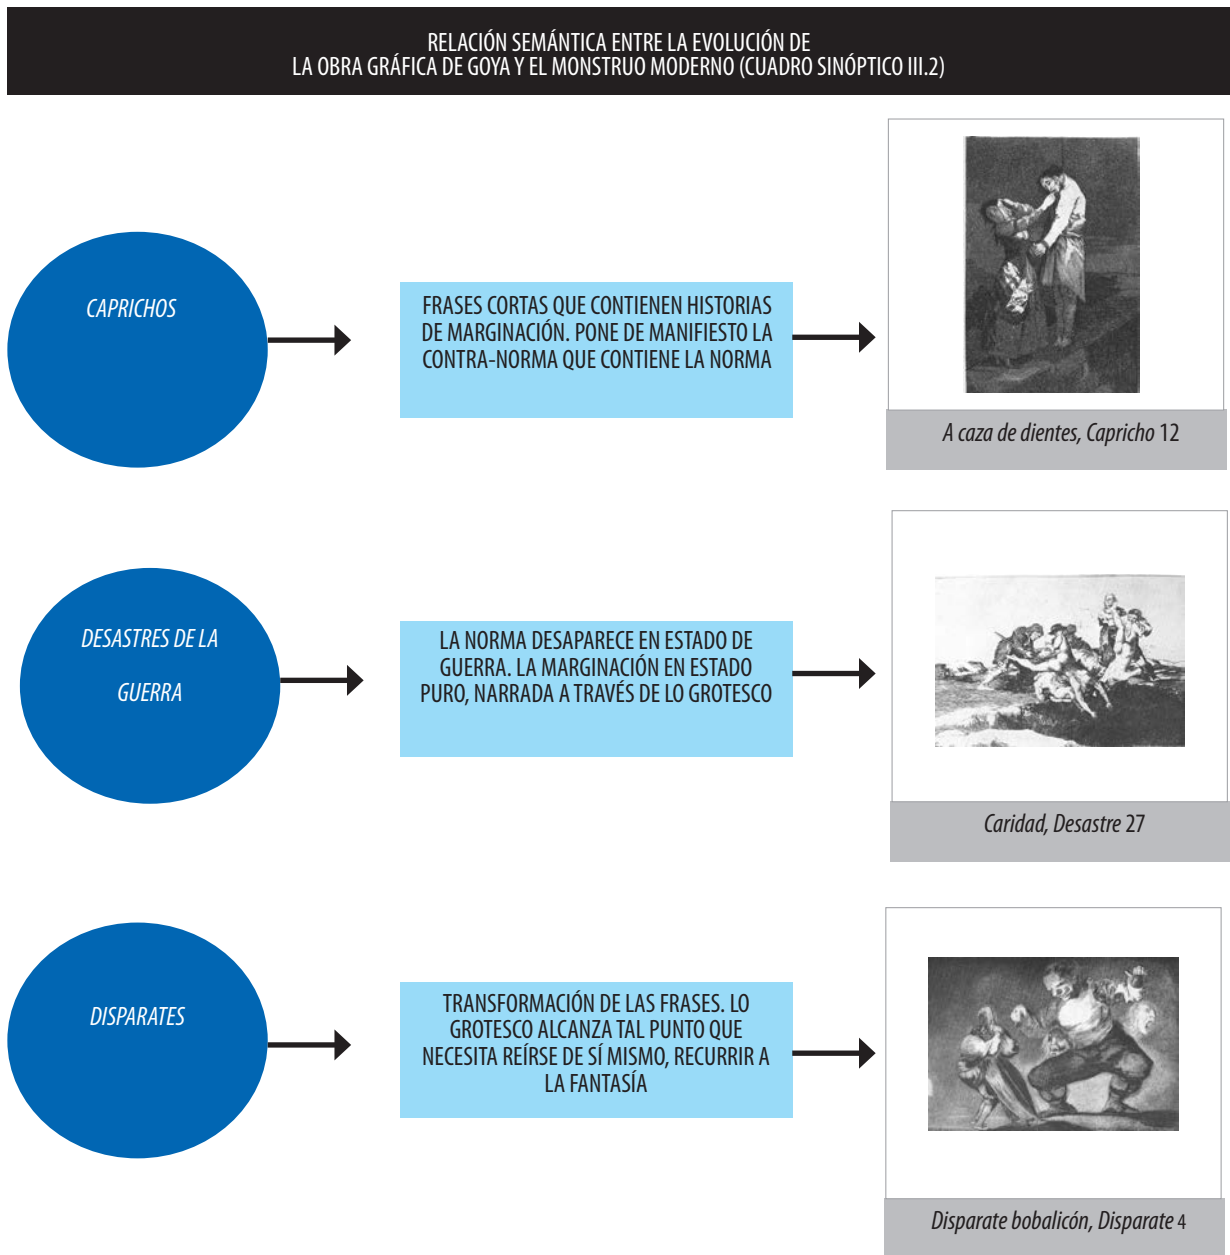 RELACIÓN SEMÁNTICA ENTRE LA EVOLUCIÓN DE
LA OBRA GRÁFICA DE GOYA Y EL MONSTRUO MODERNO (CUADRO SINÓPTICO III.2)
CAPRICHOS
FRASES CORTAS QUE CONTIENEN HISTORIAS
DE MARGINACIÓN. PONE DE MANIFIESTO LA
CONTRA-NORMA QUE CONTIENE LA NORMA
A caza de dientes, Capricho 12
DESASTRES DE LA
GUERRA
LA NORMA DESAPARECE EN ESTADO DE
GUERRA. LA MARGINACIÓN EN ESTADO
PURO, NARRADA A TRAVÉS DE LO GROTESCO
Caridad, Desastre 27
DISPARATES
TRANSFORMACIÓN DE LAS FRASES. LO
GROTESCO ALCANZA TAL PUNTO QUE
NECESITA REÍRSE DE SÍ MISMO, RECURRIR A
LA FANTASÍA
Disparate bobalicón, Disparate 4